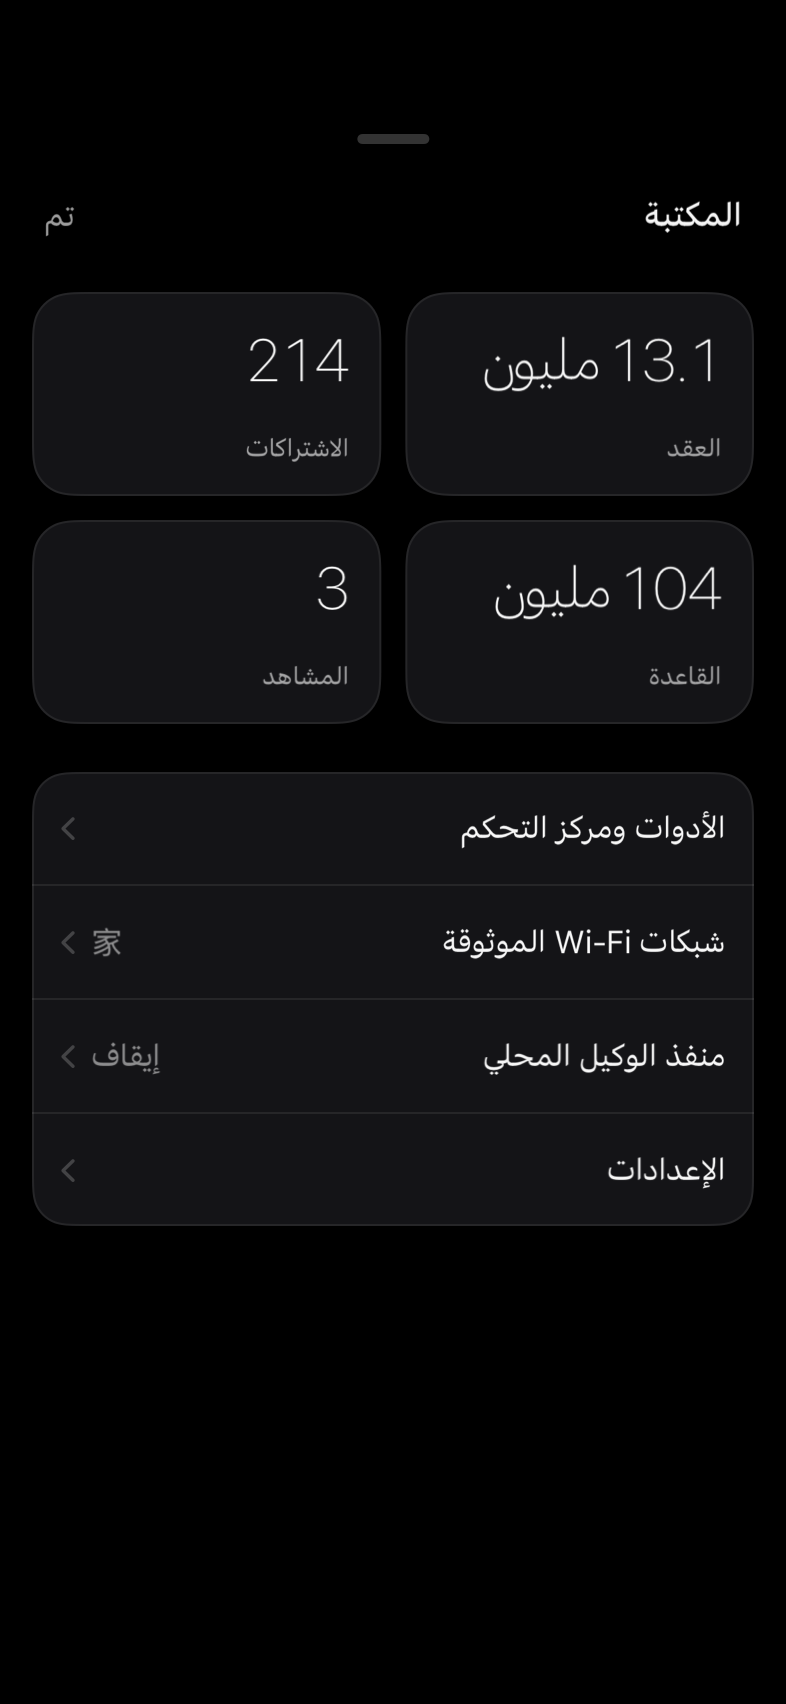 المكتبة
تم
13.1 مليون
العقد
214
الاشتراكات
104 مليون
القاعدة
3
المشاهد
الأدوات ومركز التحكم
شبكات Wi-Fi الموثوقة
家
منفذ الوكيل المحلي
إيقاف
الإعدادات